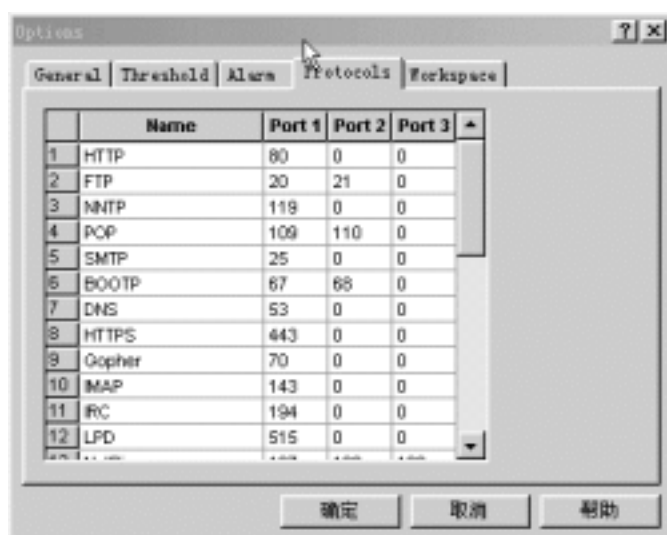 Options
General Threshold Alarm Protocols Workspace
Name Port 1 Port 2 Port 3
1 HTTP 80 0 0
2 FTP 20 21 0
3 NNTP 119 0 0
4 POP 109 110 0
5 SMTP 25 0 0
6 BOOTP 67 68 0
7 DNS 53 0 0
8 HTTPS 443 0 0
9 Gopher 70 0 0
10 IMAP 143 0 0
11 IRC 194 0 0
12 LPD 515 0 0
确定 取消 帮助